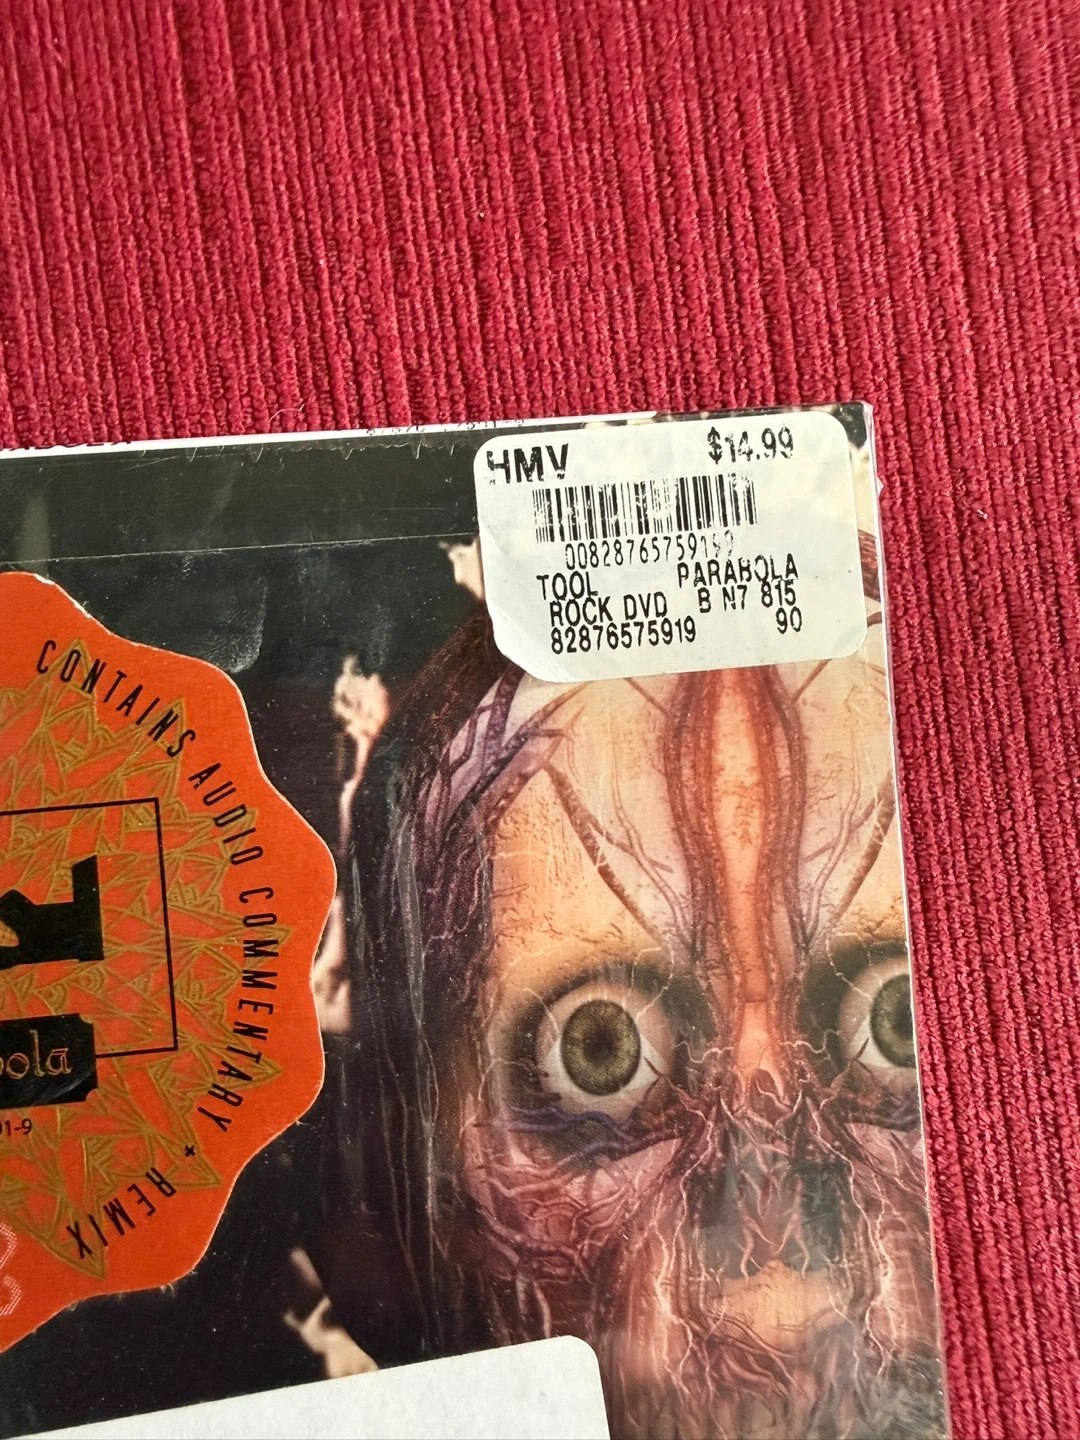 HMV $14.99
TOOL PARABOLA
ROCK DVD B N7 815
82876575919 90
CONTAINS AUDIO COMMENTARY + REMIX